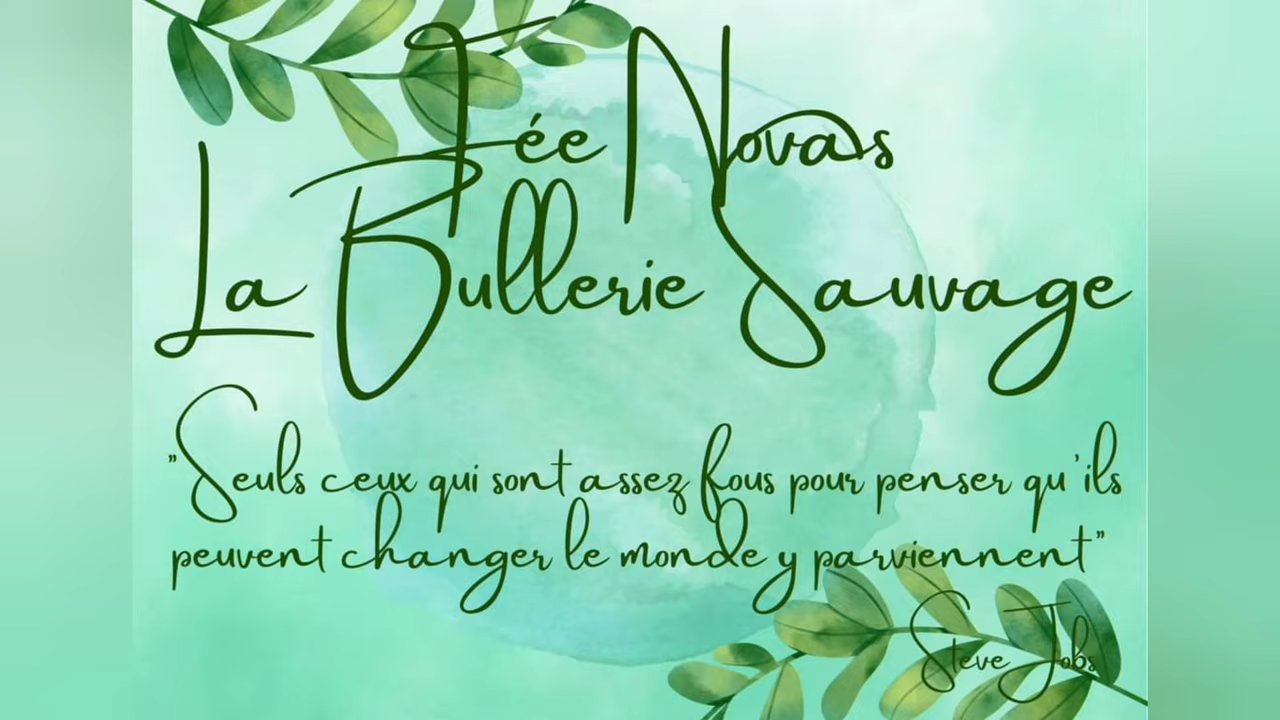 Fée Novas
La Bullerie Sauvage
"Seuls ceux qui sont assez fous pour penser qu'ils
peuvent changer le monde y parviennent"
Steve Jobs